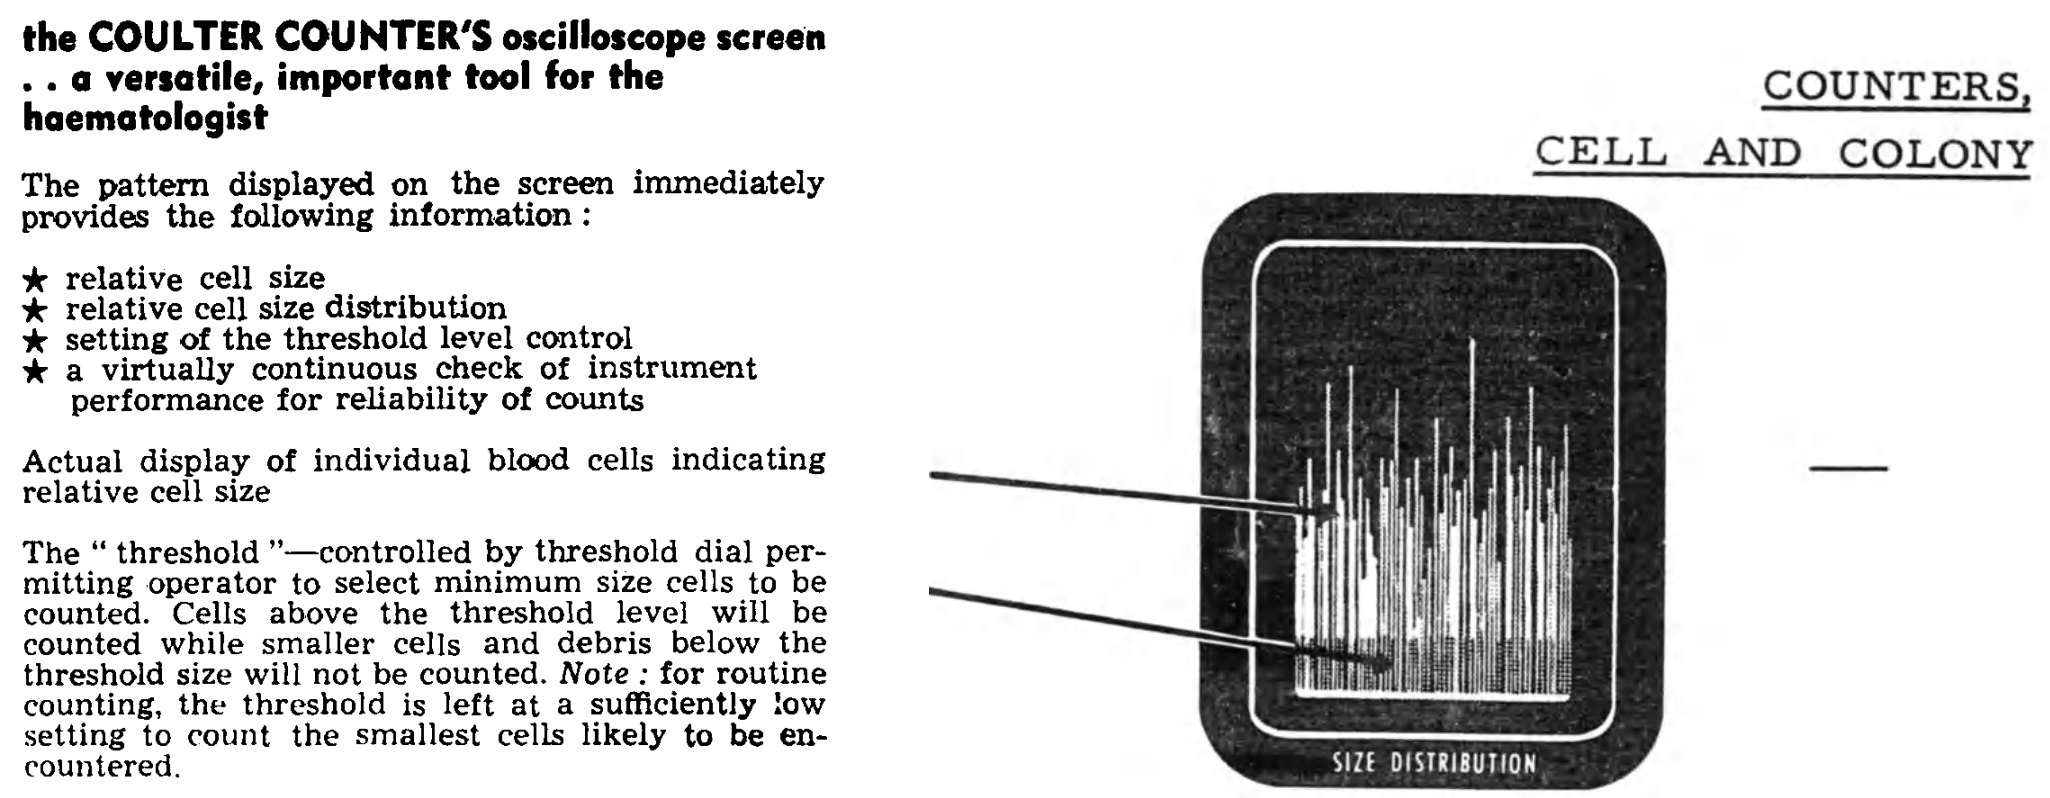 the COULTER COUNTER'S oscilloscope screen
. . a versatile, important tool for the
haematologist
The pattern displayed on the screen immediately
provides the following information :
★ relative cell size
★ relative cell size distribution
★ setting of the threshold level control
★ a virtually continuous check of instrument
performance for reliability of counts
Actual display of individual blood cells indicating
relative cell size
The " threshold "—controlled by threshold dial per-
mitting operator to select minimum size cells to be
counted. Cells above the threshold level will be
counted while smaller cells and debris below the
threshold size will not be counted. Note : for routine
counting, the threshold is left at a sufficiently low
setting to count the smallest cells likely to be en-
countered.
COUNTERS,
CELL AND COLONY
SIZE DISTRIBUTION